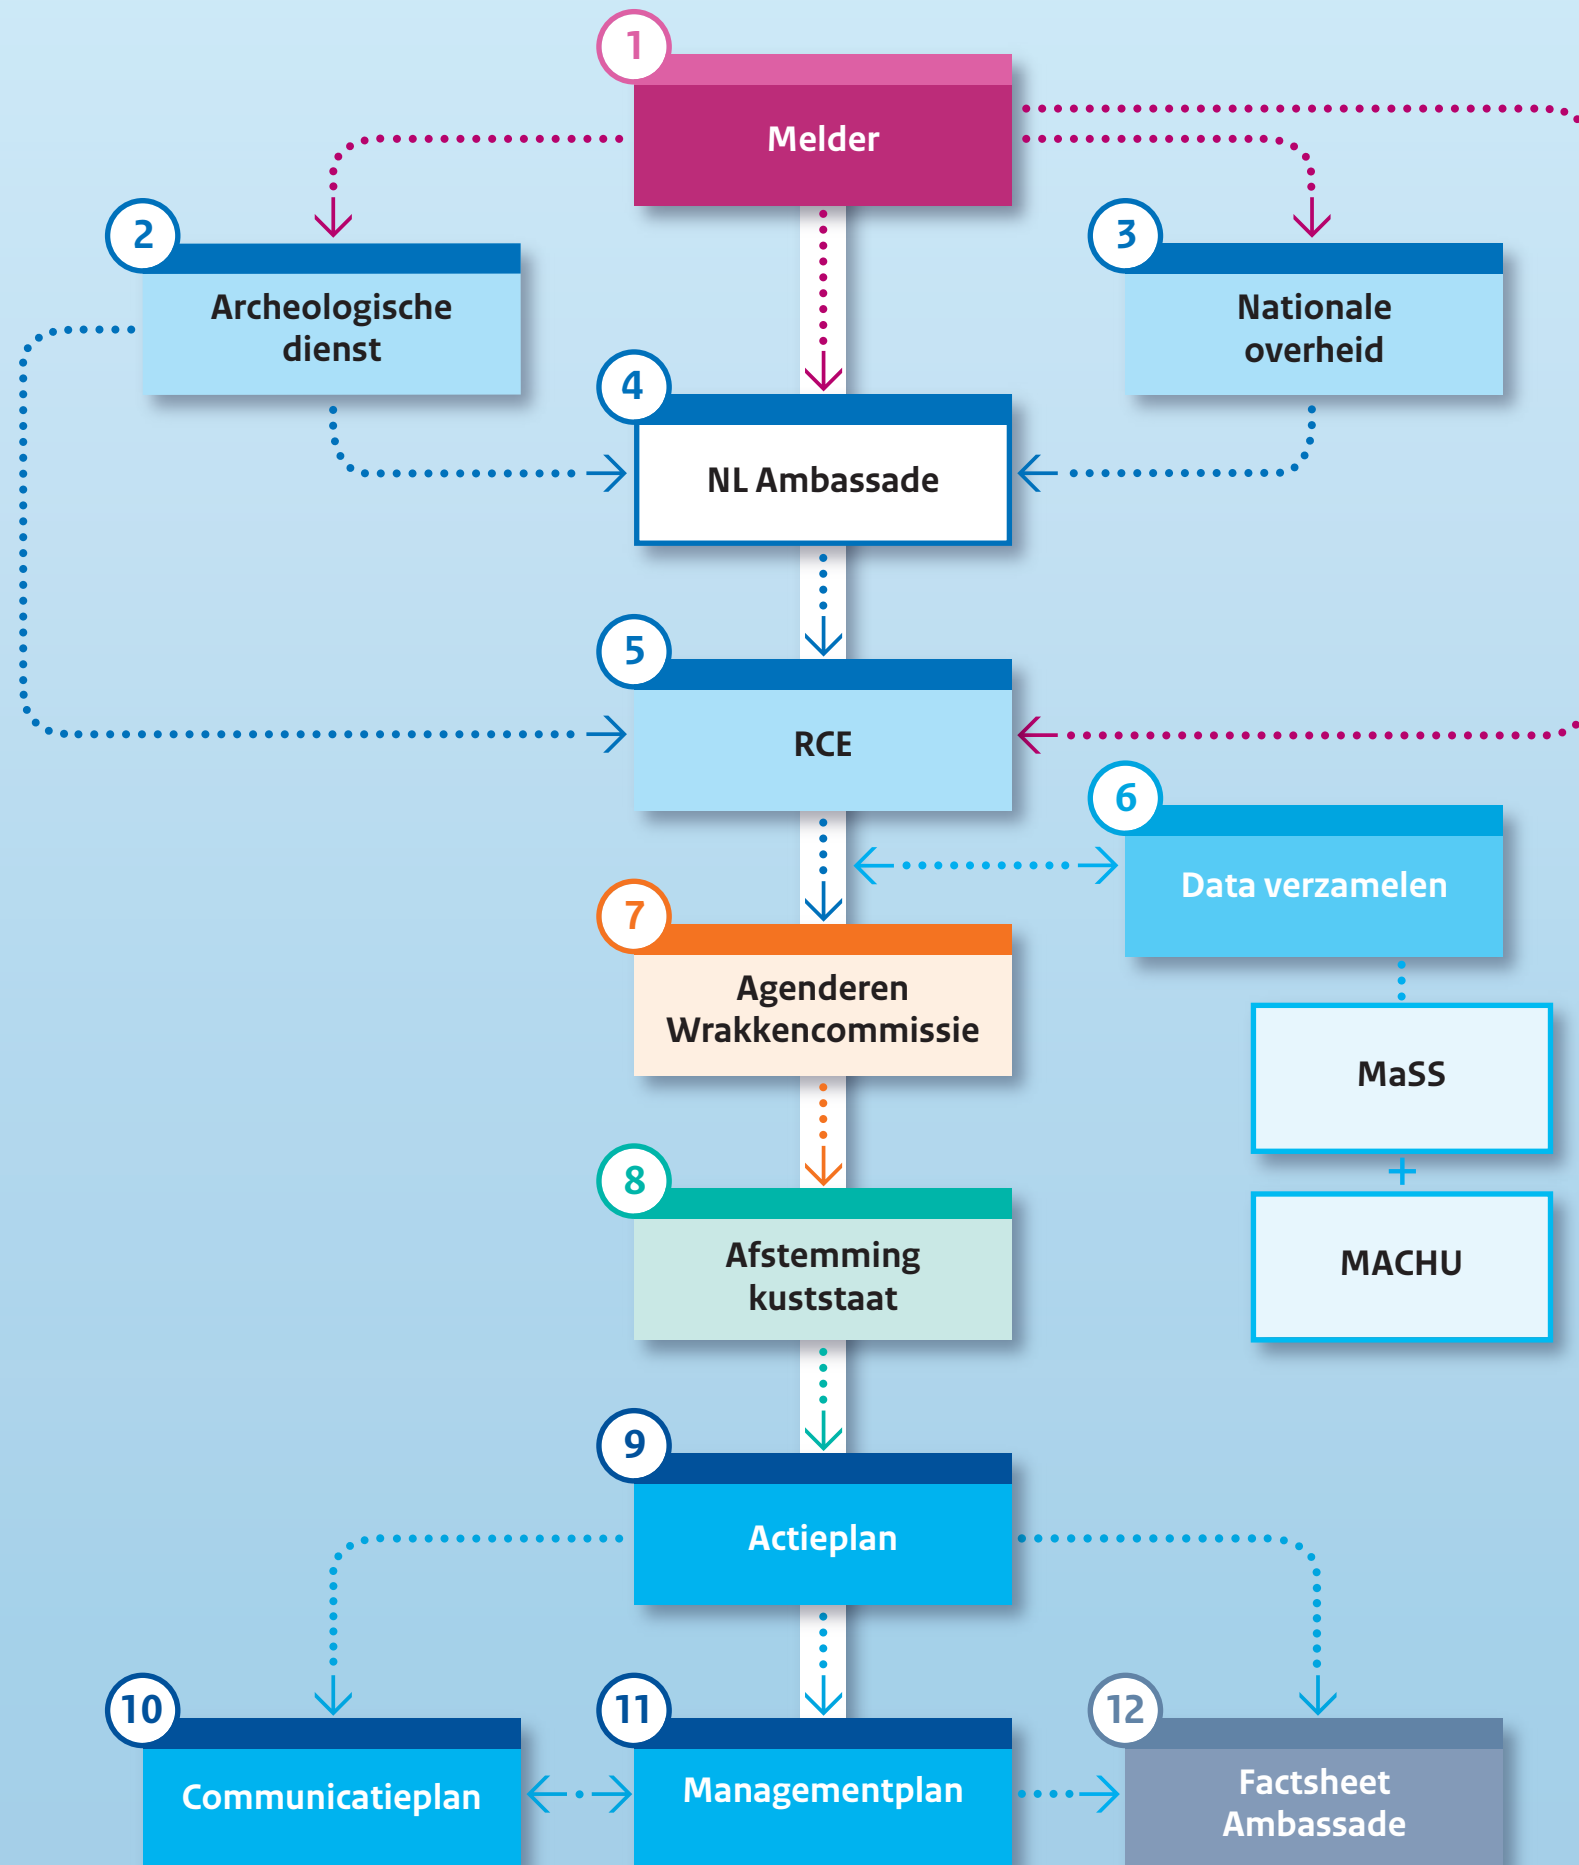 1
Melder
2
Archeologische
dienst
3
Nationale
overheid
4
NL Ambassade
5
RCE
6
Data verzamelen
7
Agenderen
Wrakkencommissie
MaSS
+
MACHU
8
Afstemming
kuststaat
9
Actieplan
10
Communicatieplan
11
Managementplan
12
Factsheet
Ambassade